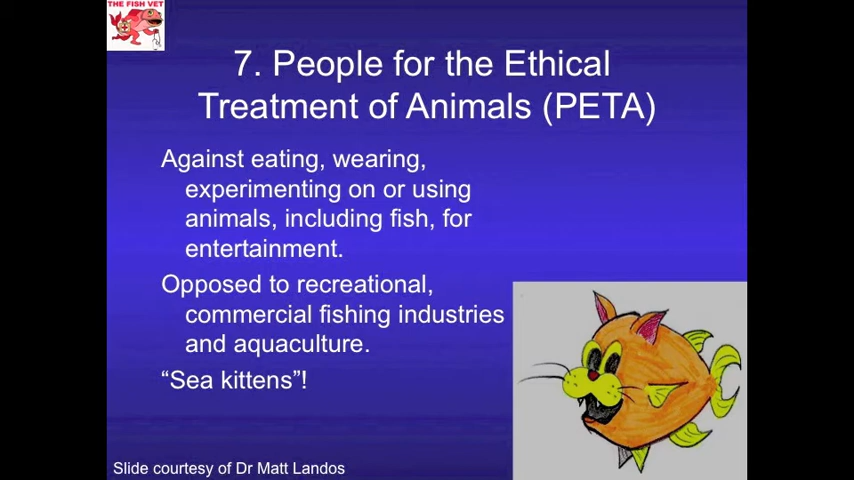 THE FISH VET
7. People for the Ethical
Treatment of Animals (PETA)
Against eating, wearing,
experimenting on or using
animals, including fish, for
entertainment.
Opposed to recreational,
commercial fishing industries
and aquaculture.
“Sea kittens”!
Slide courtesy of Dr Matt Landos